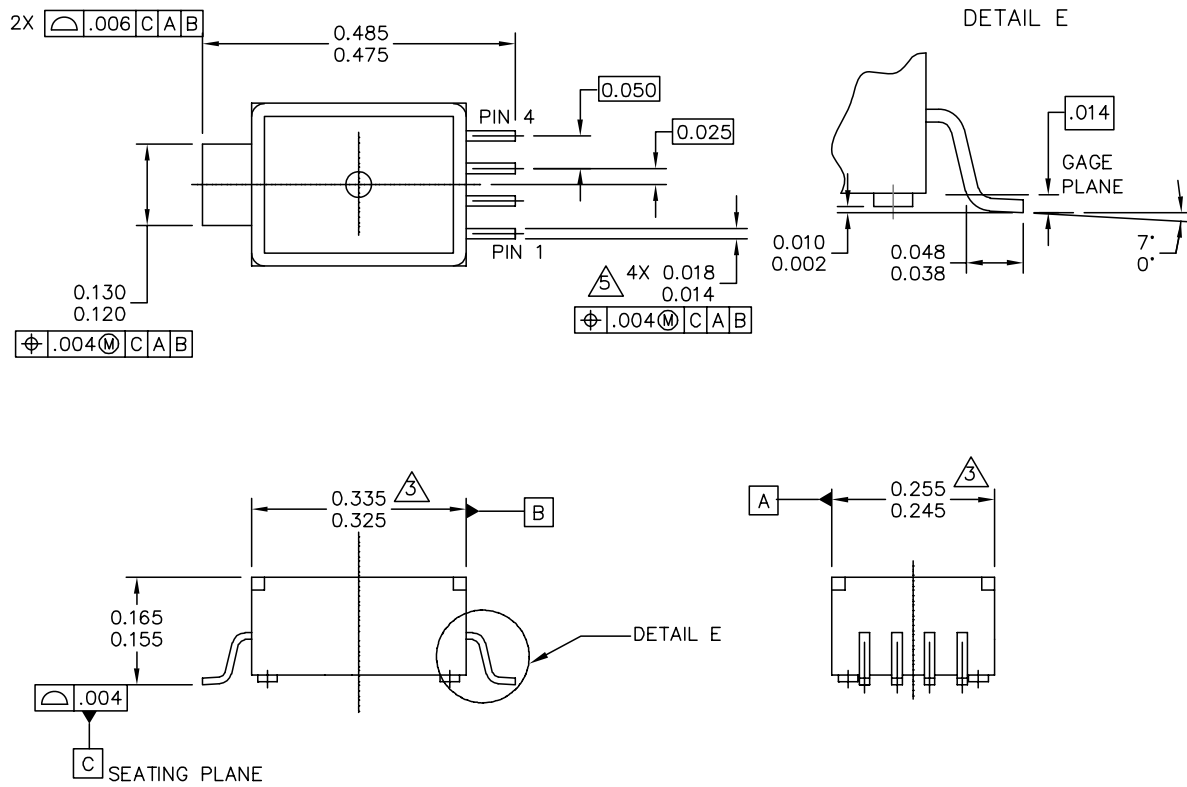 2X .006 C A B
0.485
0.475
DETAIL E
0.050
PIN 4
0.025
.014
GAGE
PLANE
PIN 1
0.010
0.002
0.048
0.038
7°
0°
5 4X 0.018
0.014
.004 M C A B
0.130
0.120
.004 M C A B
0.335 3
0.325
B
A
0.255 3
0.245
0.165
0.155
DETAIL E
.004
C SEATING PLANE